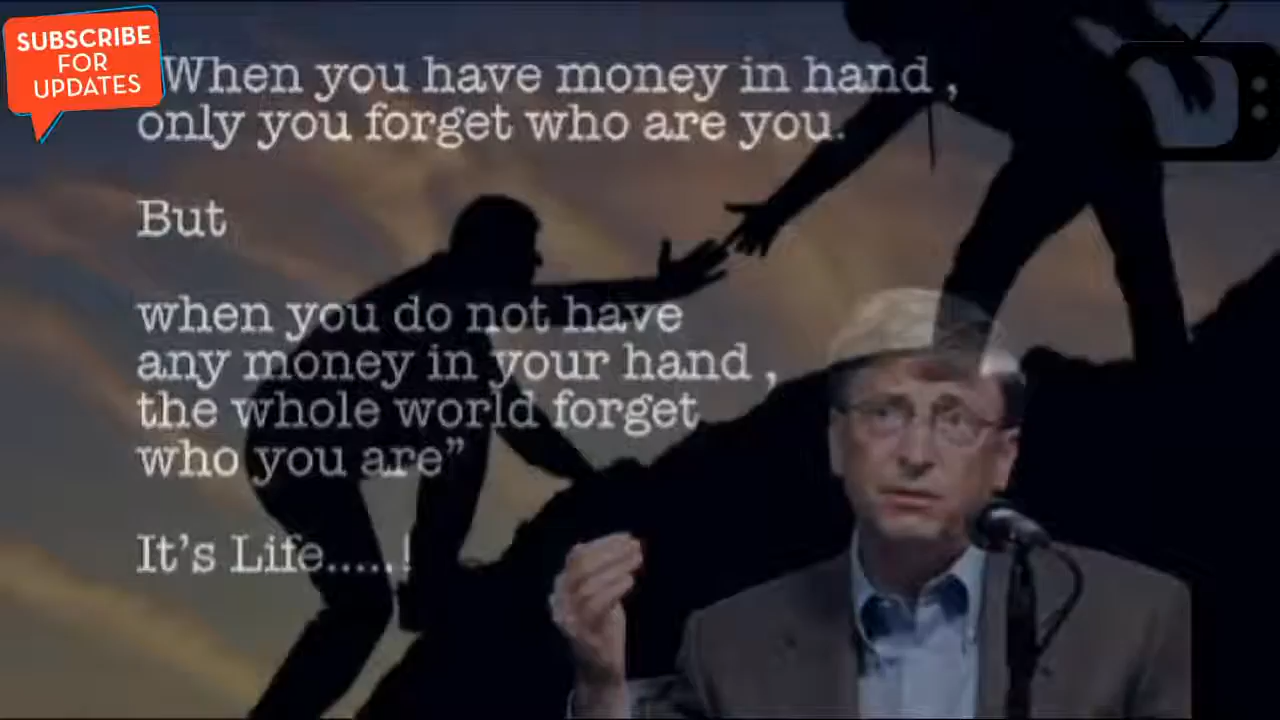 SUBSCRIBE
FOR
UPDATES
When you have money in hand ,
only you forget who are you.
But
when you do not have
any money in your hand ,
the whole world forget
who you are”
It’s Life.....!